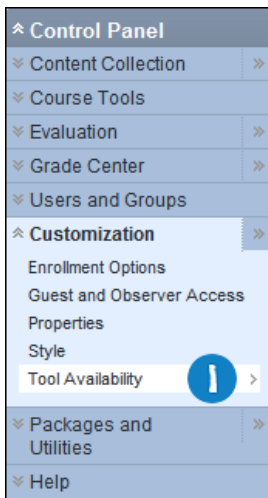 Control Panel
Content Collection
Course Tools
Evaluation
Grade Center
Users and Groups
Customization
Enrollment Options
Guest and Observer Access
Properties
Style
Tool Availability 1
Packages and
Utilities
Help